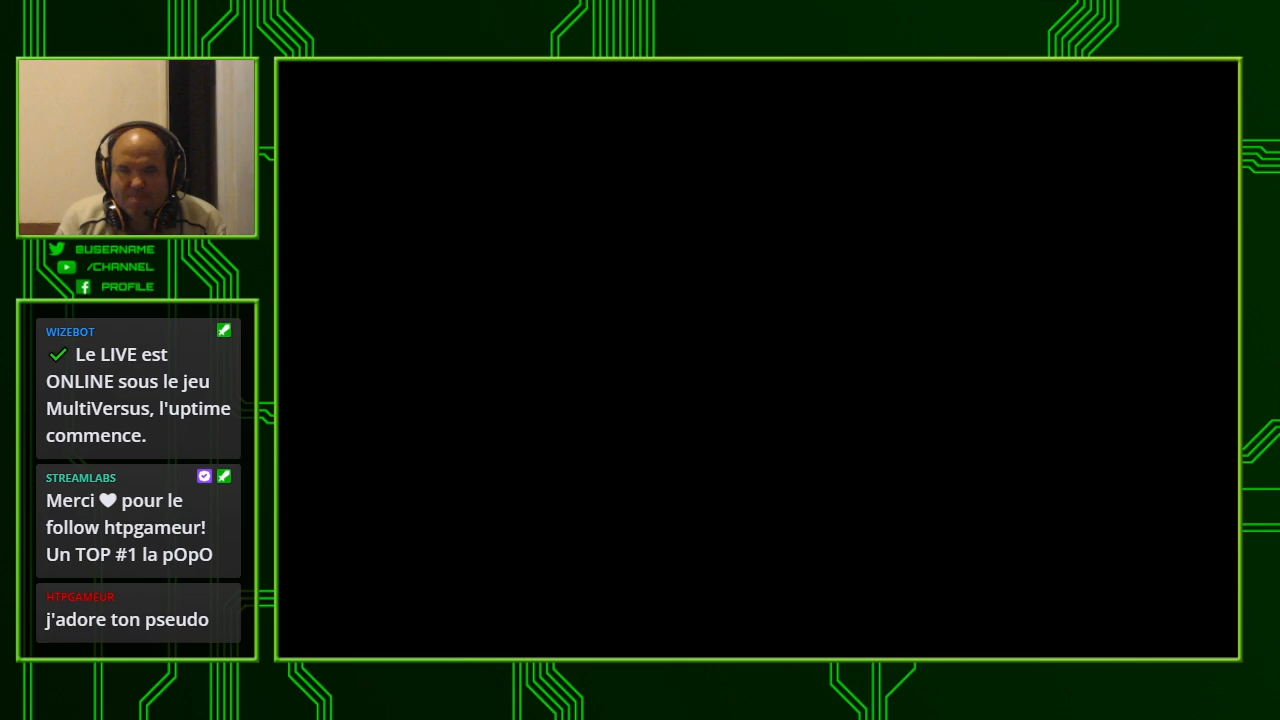 @USERNAME
/CHANNEL
PROFILE
WIZEBOT
Le LIVE est
ONLINE sous le jeu
MultiVersus, l'uptime
commence.
STREAMLABS
Merci 🤍 pour le
follow htpgameur!
Un TOP #1 la pOpO
HTPGAMEUR
j'adore ton pseudo